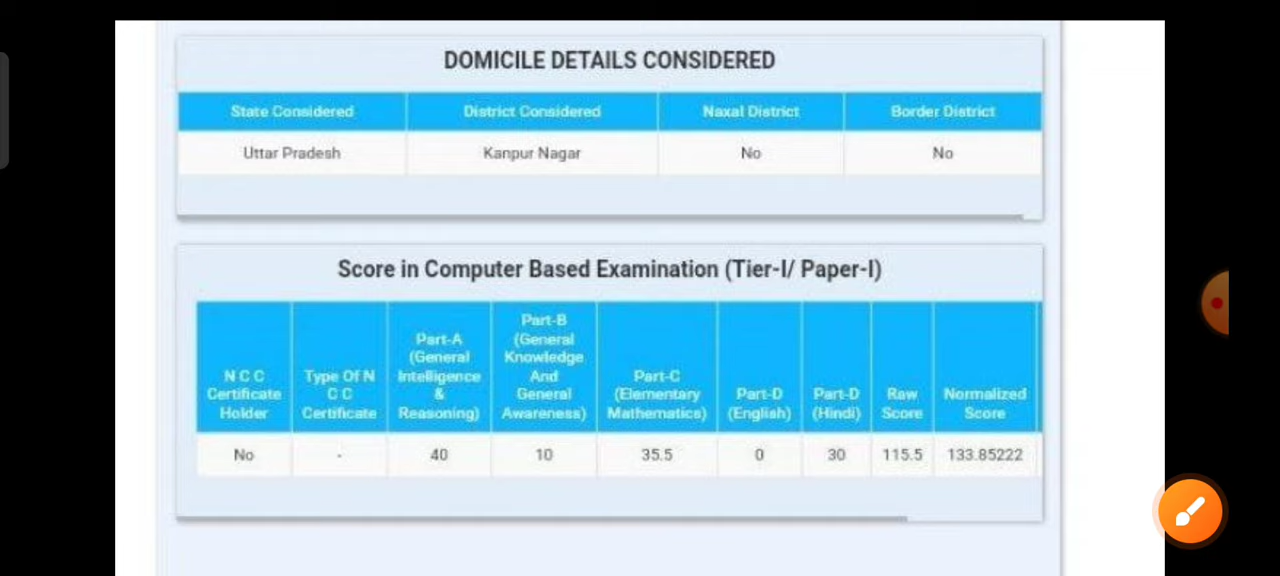 DOMICILE DETAILS CONSIDERED
State Considered District Considered Naxal District Border District
Uttar Pradesh Kanpur Nagar No No
Score in Computer Based Examination (Tier-I/ Paper-I)
N C C Certificate Holder
Type Of N C C Certificate
Part-A (General Intelligence & Reasoning)
Part-B (General Knowledge And General Awareness)
Part-C (Elementary Mathematics)
Part-D (English)
Part-D (Hindi)
Raw Score
Normalized Score
No - 40 10 35.5 0 30 115.5 133.85222